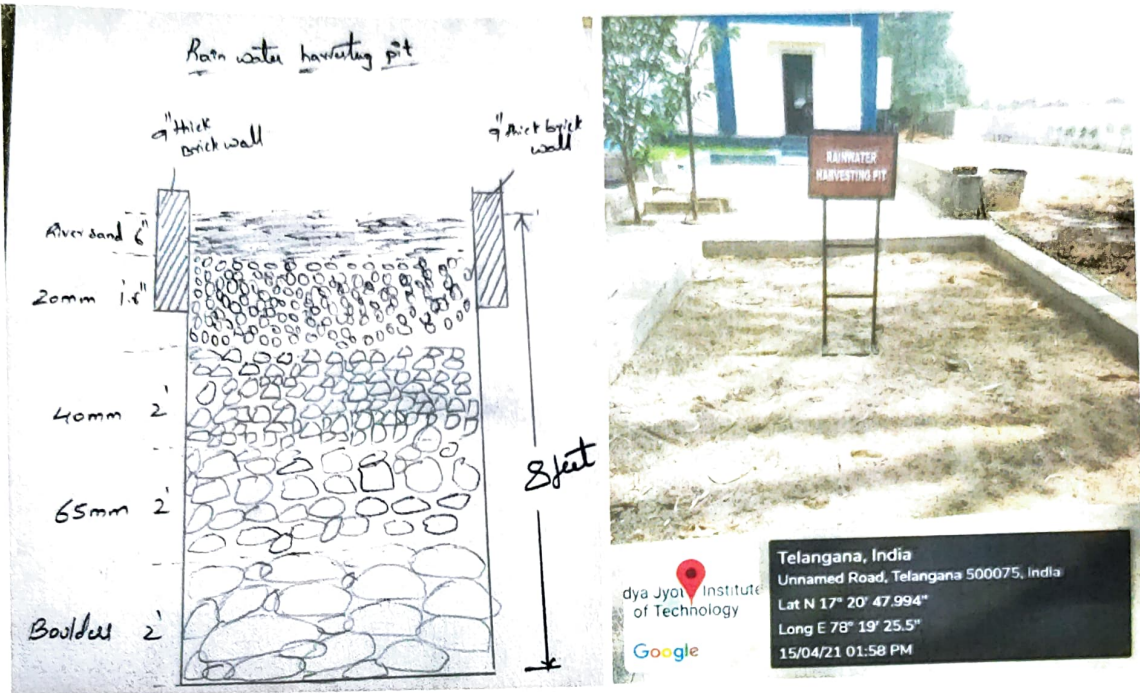 Rain water harvesting pit
9" thick
Brick wall
9" thick brick
wall
River sand 6"
20mm 1.6"
40mm 2'
65mm 2'
Boulders 2'
8 feet
RAINWATER
HARVESTING PIT
dya Jyoti Institute
of Technology
Google
Telangana, India
Unnamed Road, Telangana 500075, India
Lat N 17° 20' 47.994"
Long E 78° 19' 25.5"
15/04/21 01:58 PM